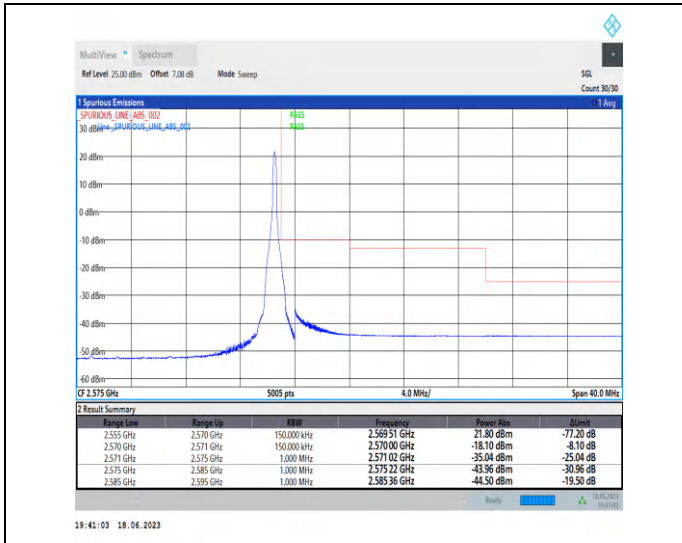 MultiView Spectrum
Ref Level 25.00 dBm Offset 7.08 dB Mode Sweep SGL
Count 30/30
1 Spurious Emissions 1 Avg
_SPURIOUS_LINE_ABS_002 PASS
30 dBm Line _SPURIOUS_LINE_ABS_002 PASS
20 dBm
10 dBm
0 dBm
-10 dBm
-20 dBm
-30 dBm
-40 dBm
-50 dBm
-60 dBm
CF 2.575 GHz 5005 pts 4.0 MHz/ Span 40.0 MHz
2 Result Summary
Range Low Range Up RBW Frequency Power Abs ΔLimit
2.555 GHz 2.570 GHz 150.000 kHz 2.569 51 GHz 21.80 dBm -77.20 dB
2.570 GHz 2.571 GHz 150.000 kHz 2.570 00 GHz -18.10 dBm -8.10 dB
2.571 GHz 2.575 GHz 1.000 MHz 2.571 02 GHz -35.04 dBm -25.04 dB
2.575 GHz 2.585 GHz 1.000 MHz 2.575 22 GHz -43.96 dBm -30.96 dB
2.585 GHz 2.595 GHz 1.000 MHz 2.585 36 GHz -44.50 dBm -19.50 dB
Ready 18.06.2023
19:41:02
19:41:03 18.06.2023